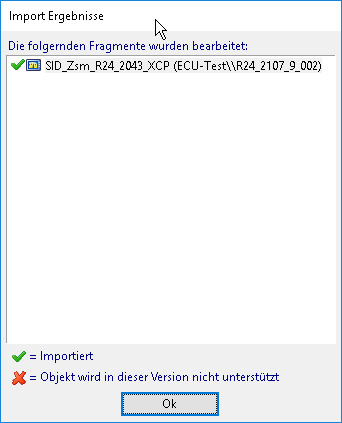 Import Ergebnisse
Die folgernden Fragmente wurden bearbeitet:
SID_Zsm_R24_2043_XCP (ECU-Test\\R24_2107_9_002)
= Importiert
= Objekt wird in dieser Version nicht unterstützt
Ok